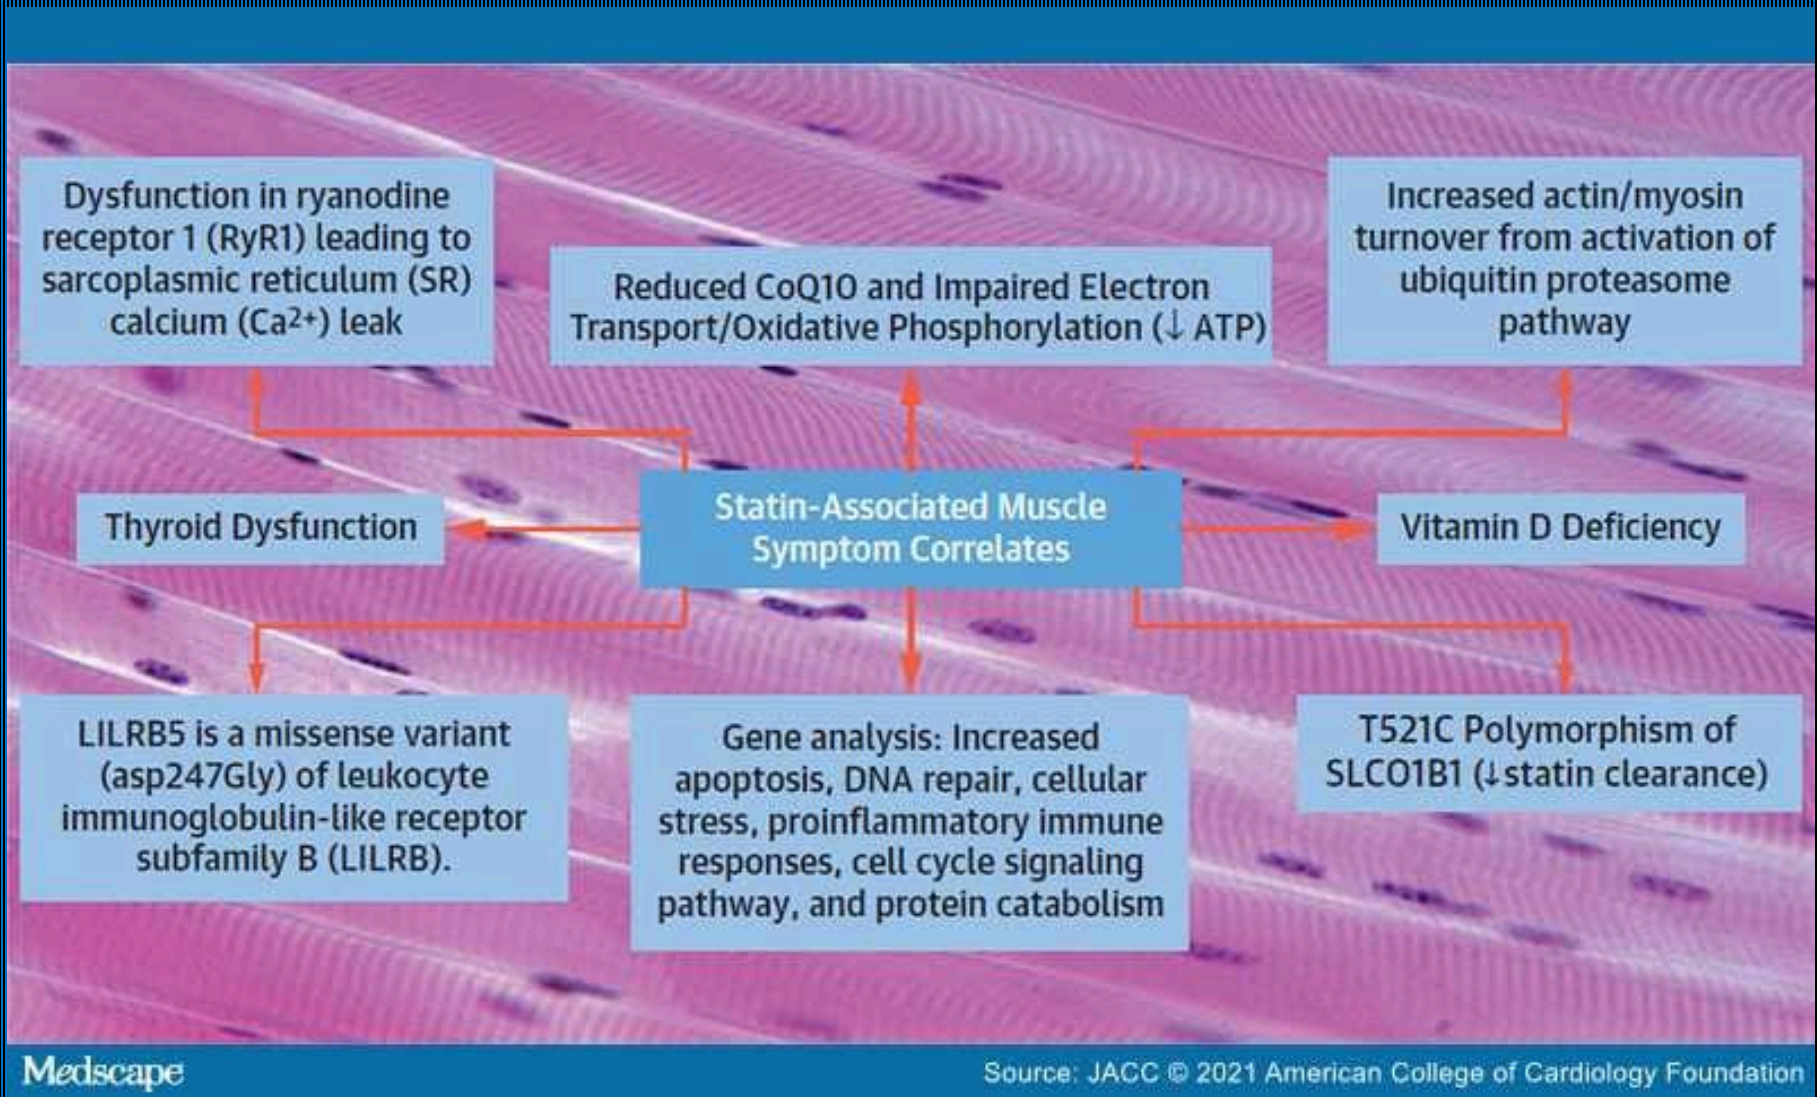 Dysfunction in ryanodine
receptor 1 (RyR1) leading to
sarcoplasmic reticulum (SR)
calcium (Ca2+) leak
Reduced CoQ10 and Impaired Electron
Transport/Oxidative Phosphorylation (↓ ATP)
Increased actin/myosin
turnover from activation of
ubiquitin proteasome
pathway
Thyroid Dysfunction
Statin-Associated Muscle
Symptom Correlates
Vitamin D Deficiency
LILRB5 is a missense variant
(asp247Gly) of leukocyte
immunoglobulin-like receptor
subfamily B (LILRB).
Gene analysis: Increased
apoptosis, DNA repair, cellular
stress, proinflammatory immune
responses, cell cycle signaling
pathway, and protein catabolism
T521C Polymorphism of
SLCO1B1 (↓statin clearance)
Medscape
Source: JACC © 2021 American College of Cardiology Foundation